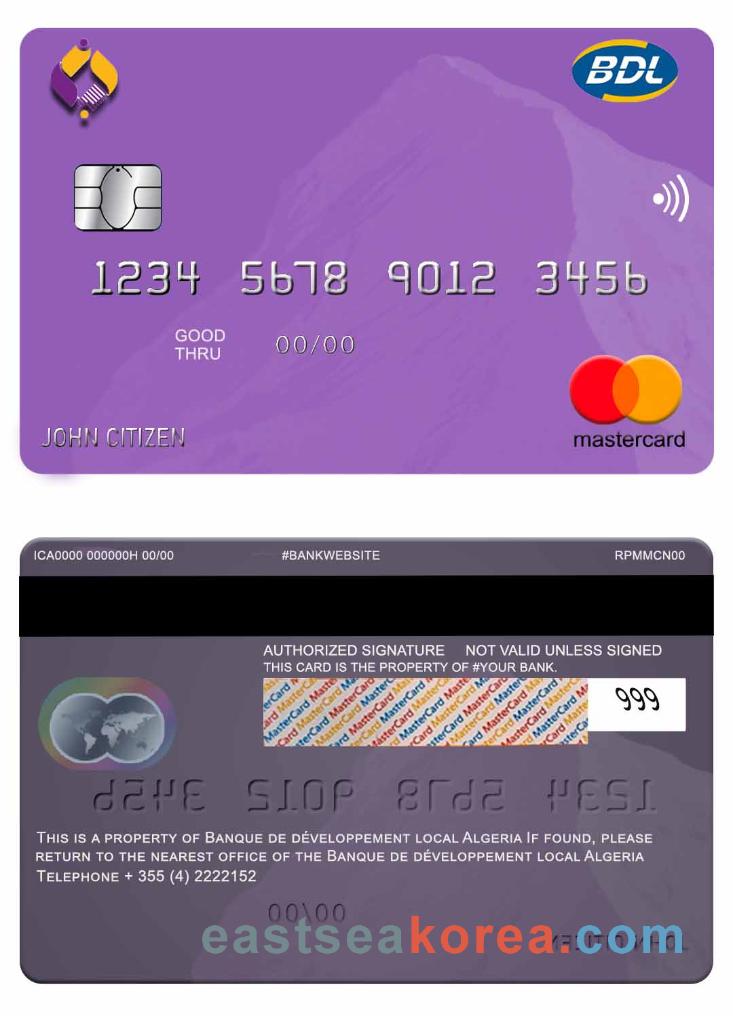 BDL
1234 5678 9012 3456
GOOD
THRU 00/00
mastercard
JOHN CITIZEN
ICA0000 000000H 00/00 #BANKWEBSITE RPMMCN00
AUTHORIZED SIGNATURE NOT VALID UNLESS SIGNED
THIS CARD IS THE PROPERTY OF #YOUR BANK.
MasterCard MasterCard MasterCard MasterCard
999
1234 5678 9012 3456
THIS IS A PROPERTY OF BANQUE DE DÉVELOPPEMENT LOCAL ALGERIA IF FOUND, PLEASE
RETURN TO THE NEAREST OFFICE OF THE BANQUE DE DÉVELOPPEMENT LOCAL ALGERIA
TELEPHONE + 355 (4) 2222152
00/00
eastseakorea.com
JOHN CITIZEN